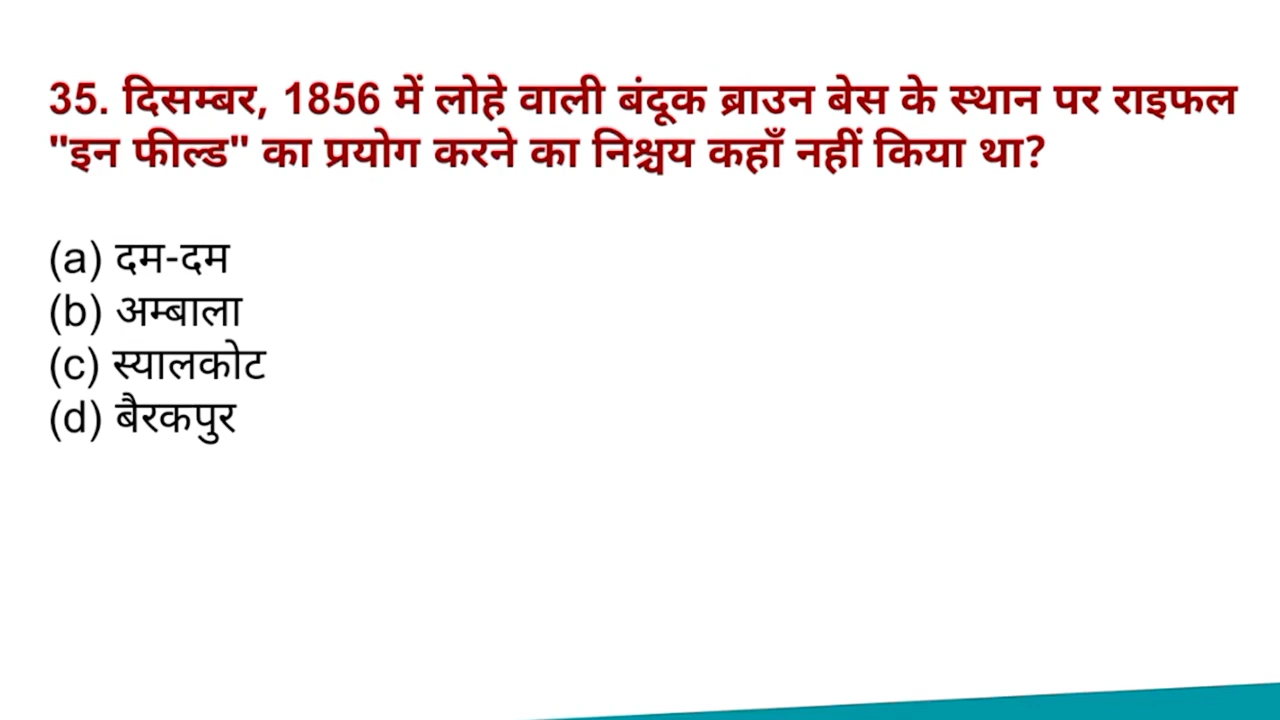 35. दिसम्बर, 1856 में लोहे वाली बंदूक ब्राउन बेस के स्थान पर राइफल
"इन फील्ड" का प्रयोग करने का निश्चय कहाँ नहीं किया था?
(a) दम-दम
(b) अम्बाला
(c) स्यालकोट
(d) बैरकपुर